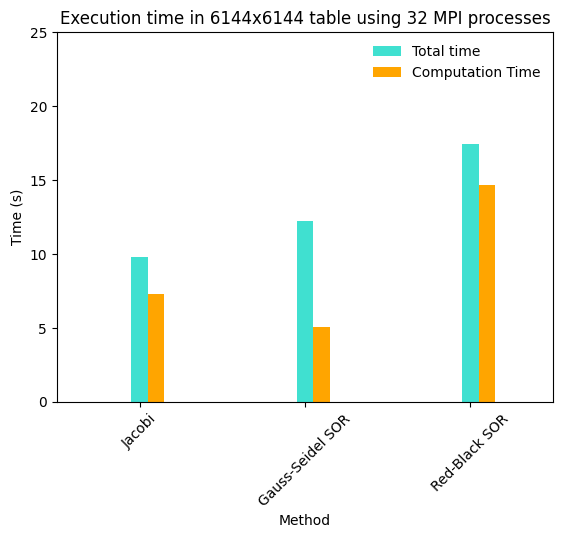 Execution time in 6144x6144 table using 32 MPI processes
Total time
Computation Time
25
20
15
10
5
0
Time (s)
Jacobi
Gauss-Seidel SOR
Red-Black SOR
Method